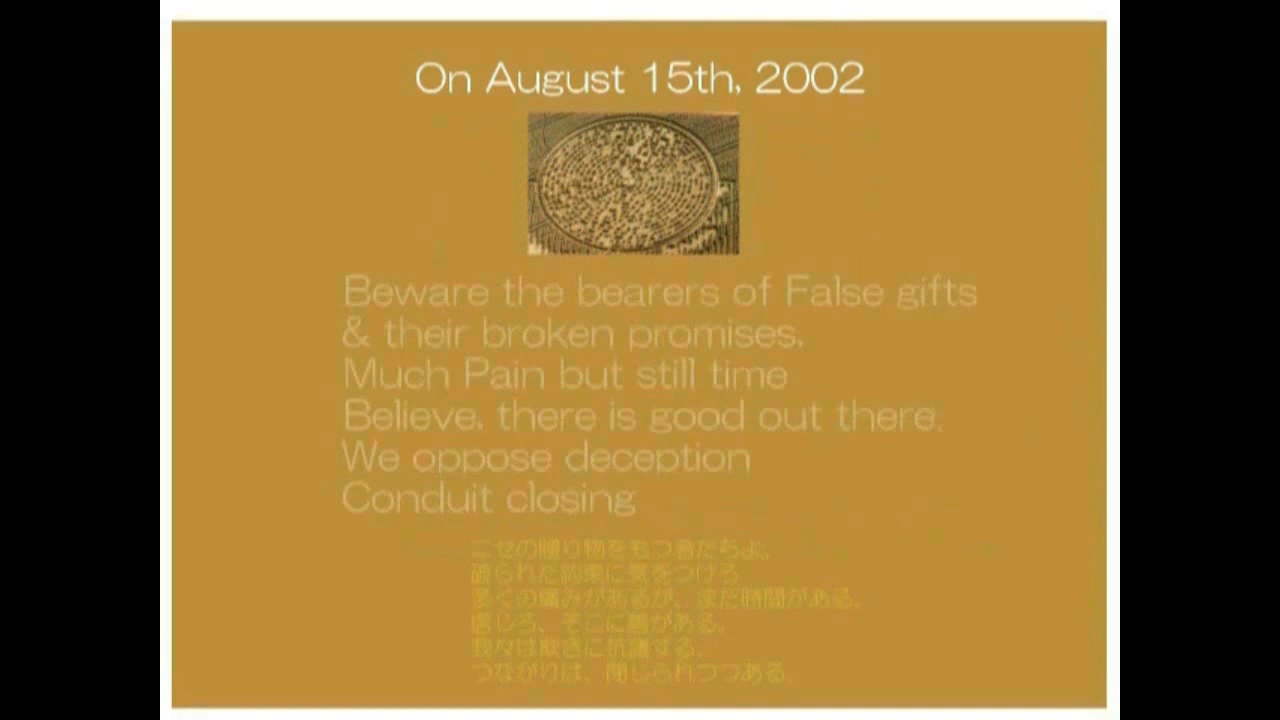 On August 15th, 2002
Beware the bearers of False gifts
& their broken promises.
Much Pain but still time
Believe, there is good out there.
We oppose deception
Conduit closing
ニセの贈り物をもつ者たちよ、
破られた約束に気をつけろ
多くの痛みがあるが、まだ時間がある。
信じろ、そこに善がある。
我々は欺きに抗議する。
つながりは、閉じられつつある。